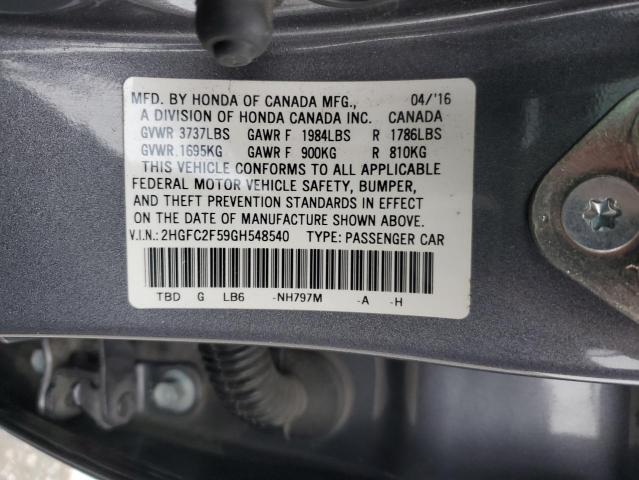 MFD. BY HONDA OF CANADA MFG., 04/'16
A DIVISION OF HONDA CANADA INC. CANADA
GVWR 3737LBS GAWR F 1984LBS R 1786LBS
GVWR.1695KG GAWR F 900KG R 810KG
THIS VEHICLE CONFORMS TO ALL APPLICABLE
FEDERAL MOTOR VEHICLE SAFETY, BUMPER,
AND THEFT PREVENTION STANDARDS IN EFFECT
ON THE DATE OF MANUFACTURE SHOWN ABOVE.
V.I.N.: 2HGFC2F59GH548540 TYPE: PASSENGER CAR
TBD G LB6 -NH797M -A -H